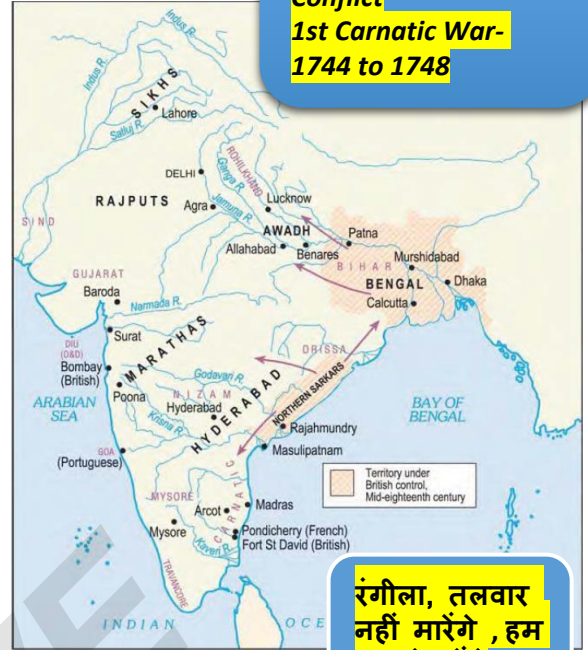 Conflict
1st Carnatic War-
1744 to 1748
Indus R.
Indus R.
SIKHS
Lahore
Satluj R.
DELHI
ROHILKHAND
Ganga R.
RAJPUTS
Lucknow
Agra
Jamuna R.
AWADH
Patna
SIND
Allahabad
Benares
BIHAR
Murshidabad
GUJARAT
BENGAL
Dhaka
Baroda
Calcutta
Narmada R.
Surat
MARATHAS
ORISSA
DIU
(D&D)
Bombay
(British)
Godavari R.
NORTHERN SARKARS
ARABIAN
SEA
Poona
NIZAM
Hyderabad
HYDERABAD
BAY OF
BENGAL
Krisna R.
Rajahmundry
GOA
(Portuguese)
Masulipatnam
Territory under
British control,
Mid-eighteenth century
CARNATIC
MYSORE
Arcot
Madras
Mysore
Pondicherry (French)
Fort St David (British)
Kaveri R.
TRAVANCORE
रंगीला, तलवार
नहीं मारेंगे , हम
INDIAN OCE